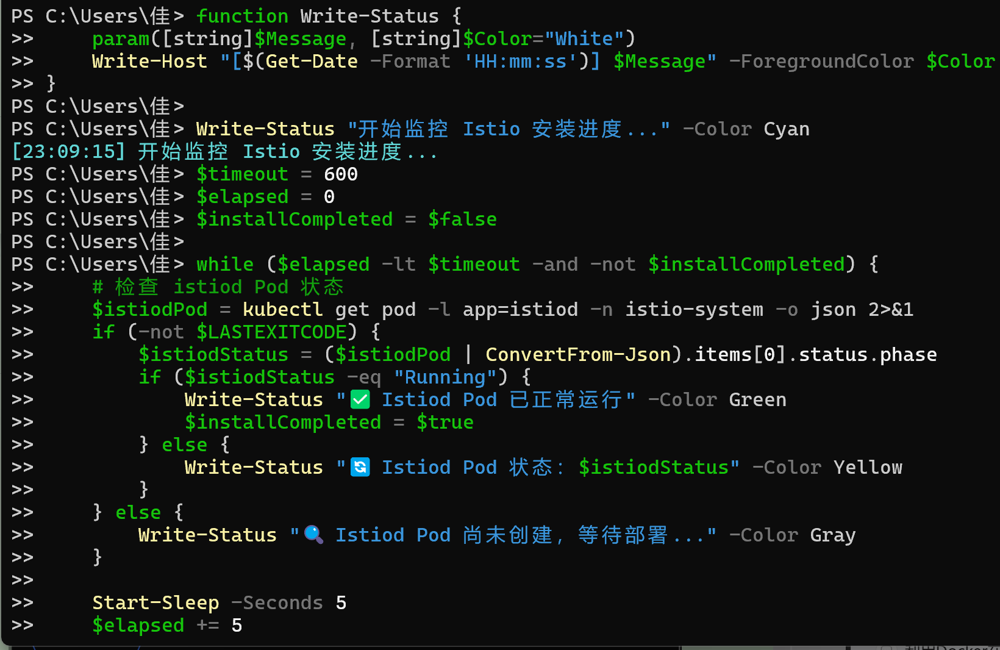 PS C:\Users\佳> function Write-Status {
>>     param([string]$Message, [string]$Color="White")
>>     Write-Host "[$(Get-Date -Format 'HH:mm:ss')] $Message" -ForegroundColor $Color
>> }
PS C:\Users\佳>
PS C:\Users\佳> Write-Status "开始监控 Istio 安装进度..." -Color Cyan
[23:09:15] 开始监控 Istio 安装进度...
PS C:\Users\佳> $timeout = 600
PS C:\Users\佳> $elapsed = 0
PS C:\Users\佳> $installCompleted = $false
PS C:\Users\佳>
PS C:\Users\佳> while ($elapsed -lt $timeout -and -not $installCompleted) {
>>     # 检查 istiod Pod 状态
>>     $istiodPod = kubectl get pod -l app=istiod -n istio-system -o json 2>&1
>>     if (-not $LASTEXITCODE) {
>>         $istiodStatus = ($istiodPod | ConvertFrom-Json).items[0].status.phase
>>         if ($istiodStatus -eq "Running") {
>>             Write-Status "✅ Istiod Pod 已正常运行" -Color Green
>>             $installCompleted = $true
>>         } else {
>>             Write-Status "🔄 Istiod Pod 状态: $istiodStatus" -Color Yellow
>>         }
>>     } else {
>>         Write-Status "🔍 Istiod Pod 尚未创建, 等待部署..." -Color Gray
>>     }
>>
>>     Start-Sleep -Seconds 5
>>     $elapsed += 5